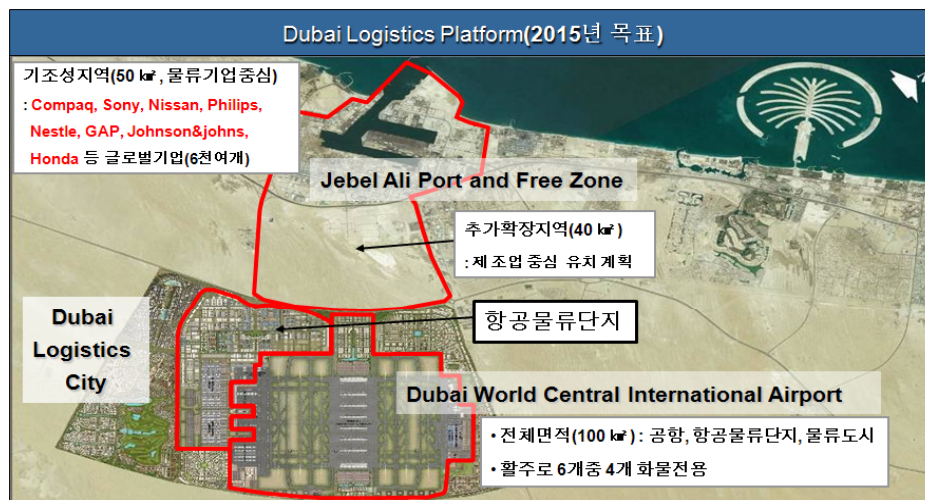 Dubai Logistics Platform(2015년 목표)
기조성지역(50 ㎢, 물류기업중심)
: Compaq, Sony, Nissan, Philips,
Nestle, GAP, Johnson&johns,
Honda 등 글로벌기업(6천여개)
Jebel Ali Port and Free Zone
추가확장지역(40 ㎢)
: 제조업 중심 유치 계획
항공물류단지
Dubai
Logistics
City
Dubai World Central International Airport
• 전체면적(100 ㎢) : 공항, 항공물류단지, 물류도시
• 활주로 6개중 4개 화물전용